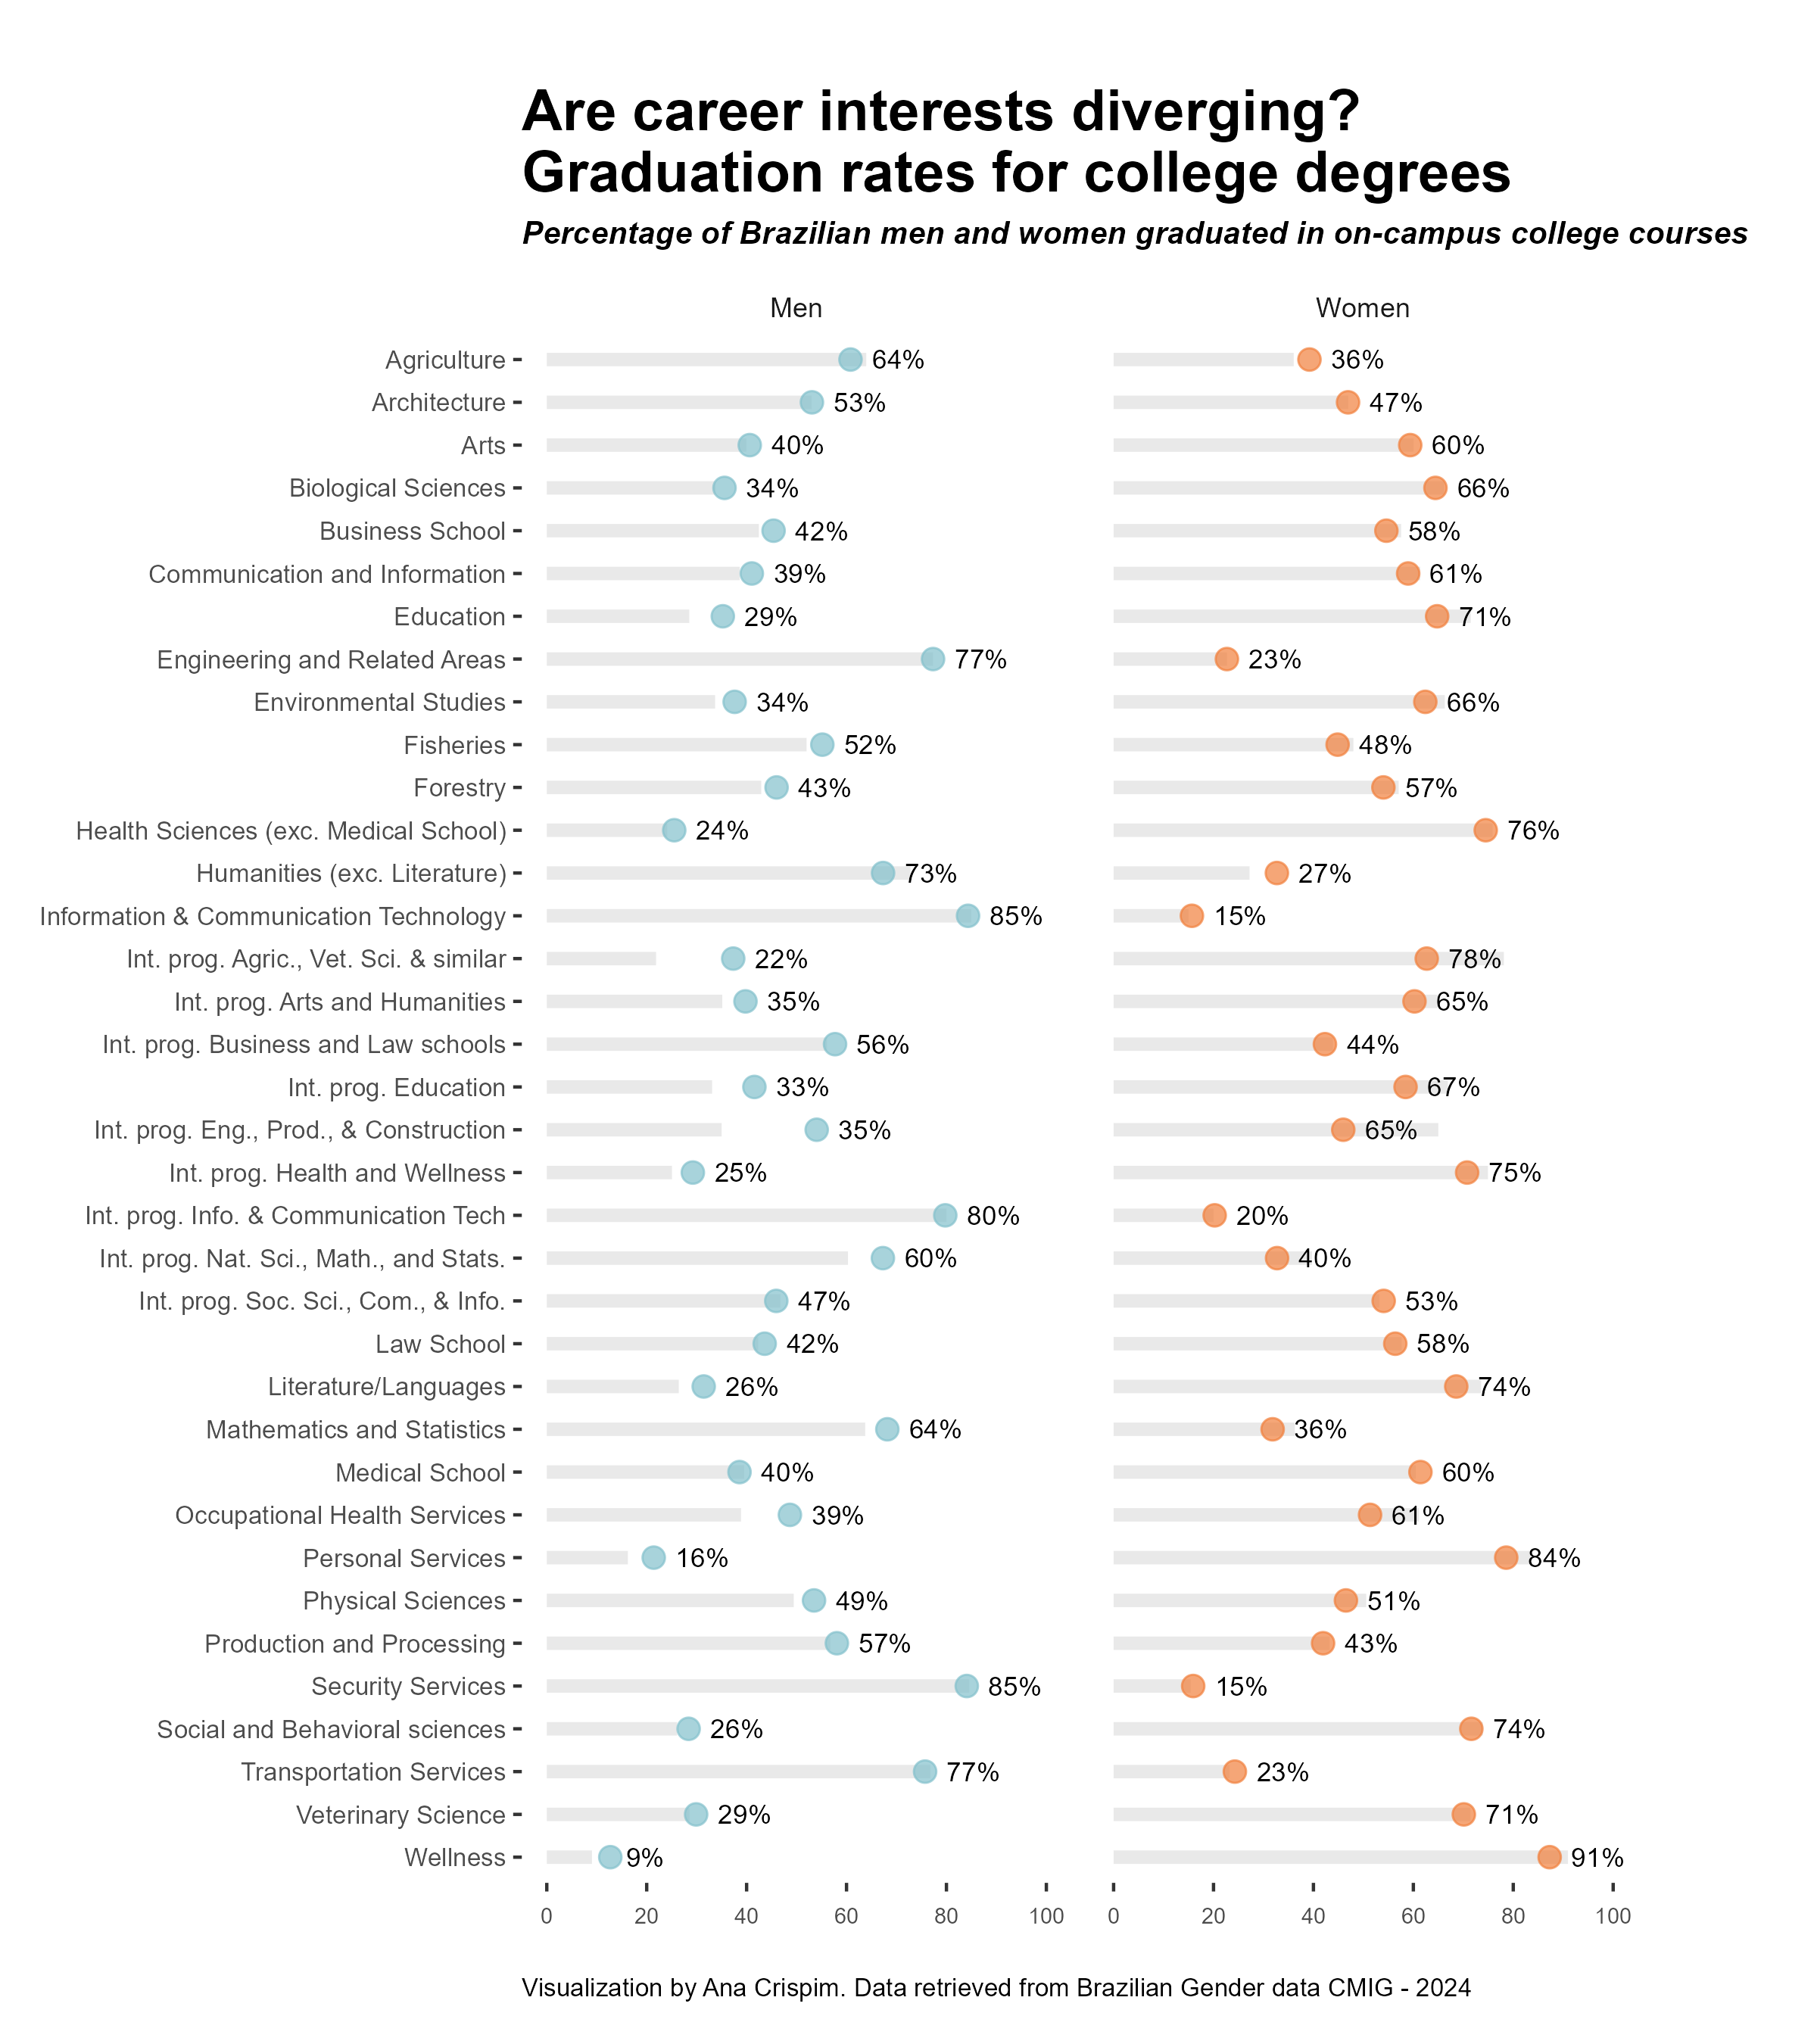 Are career interests diverging?
Graduation rates for college degrees
Percentage of Brazilian men and women graduated in on-campus college courses
Men Women
Agriculture 64% 36%
Architecture 53% 47%
Arts 40% 60%
Biological Sciences 34% 66%
Business School 42% 58%
Communication and Information 39% 61%
Education 29% 71%
Engineering and Related Areas 77% 23%
Environmental Studies 34% 66%
Fisheries 52% 48%
Forestry 43% 57%
Health Sciences (exc. Medical School) 24% 76%
Humanities (exc. Literature) 73% 27%
Information & Communication Technology 85% 15%
Int. prog. Agric., Vet. Sci. & similar 22% 78%
Int. prog. Arts and Humanities 35% 65%
Int. prog. Business and Law schools 56% 44%
Int. prog. Education 33% 67%
Int. prog. Eng., Prod., & Construction 35% 65%
Int. prog. Health and Wellness 25% 75%
Int. prog. Info. & Communication Tech 80% 20%
Int. prog. Nat. Sci., Math., and Stats. 60% 40%
Int. prog. Soc. Sci., Com., & Info. 47% 53%
Law School 42% 58%
Literature/Languages 26% 74%
Mathematics and Statistics 64% 36%
Medical School 40% 60%
Occupational Health Services 39% 61%
Personal Services 16% 84%
Physical Sciences 49% 51%
Production and Processing 57% 43%
Security Services 85% 15%
Social and Behavioral sciences 26% 74%
Transportation Services 77% 23%
Veterinary Science 29% 71%
Wellness 9% 91%
0 20 40 60 80 100 0 20 40 60 80 100
Visualization by Ana Crispim. Data retrieved from Brazilian Gender data CMIG - 2024